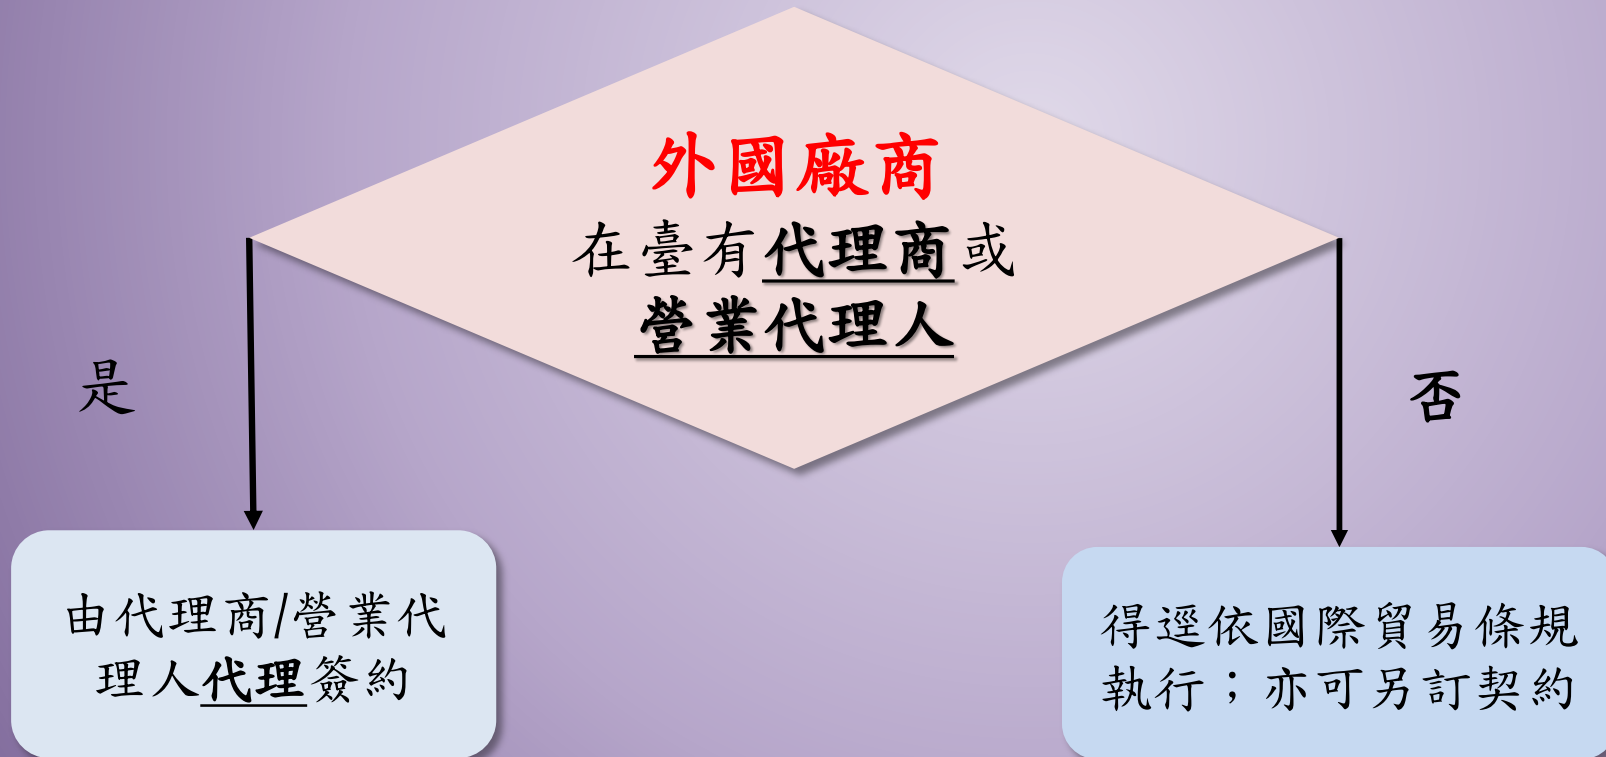 外國廠商
在臺有代理商或
營業代理人
是
否
由代理商/營業代
理人代理簽約
得逕依國際貿易條規
執行；亦可另訂契約